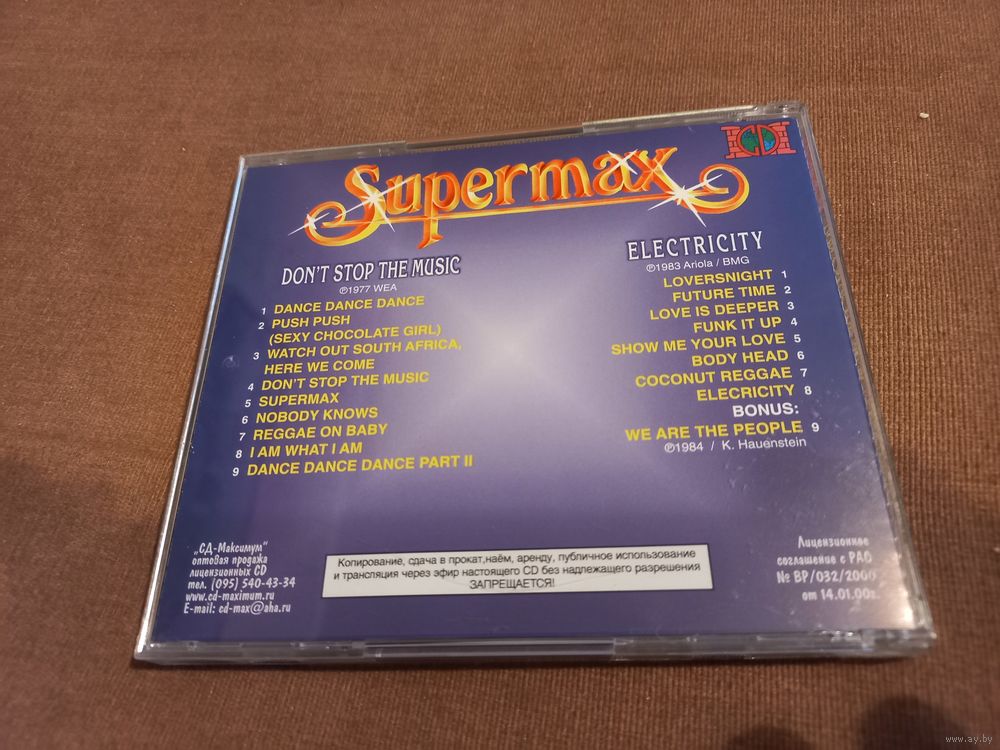 Supermax
CDM
DON'T STOP THE MUSIC
℗1977 WEA
1 DANCE DANCE DANCE
2 PUSH PUSH
(SEXY CHOCOLATE GIRL)
3 WATCH OUT SOUTH AFRICA,
HERE WE COME
4 DON'T STOP THE MUSIC
5 SUPERMAX
6 NOBODY KNOWS
7 REGGAE ON BABY
8 I AM WHAT I AM
9 DANCE DANCE DANCE PART II
ELECTRICITY
℗1983 Ariola / BMG
LOVERSNIGHT 1
FUTURE TIME 2
LOVE IS DEEPER 3
FUNK IT UP 4
SHOW ME YOUR LOVE 5
BODY HEAD 6
COCONUT REGGAE 7
ELECRICITY 8
BONUS:
WE ARE THE PEOPLE 9
℗1984 / K. Hauenstein
„СД-Максимум"
оптовая продажа
лицензионных CD
тел. (095) 540-43-34
www.cd-maximum.ru
E-mail: cd-max@aha.ru
Копирование, сдача в прокат,наём, аренду, публичное использование
и трансляция через эфир настоящего CD без надлежащего разрешения
ЗАПРЕЩАЕТСЯ!
Лицензионное
соглашение с РАО
№ ВР/032/2000
от 14.01.00г.
www.ay.by